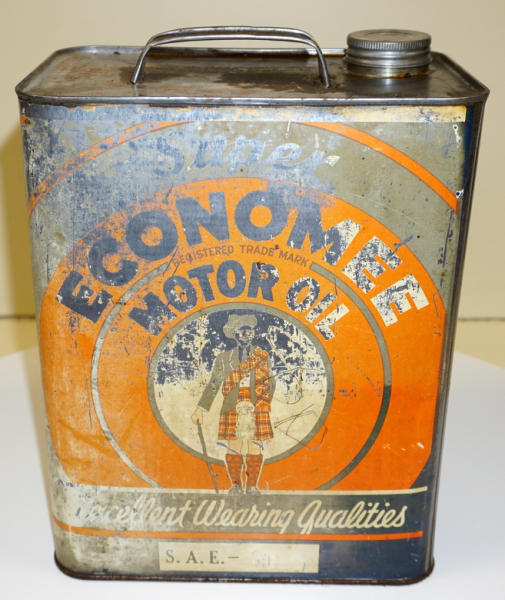 Super
ECONOMEE
REGISTERED TRADE MARK
MOTOR OIL
Excellent Wearing Qualities
S. A. E. –